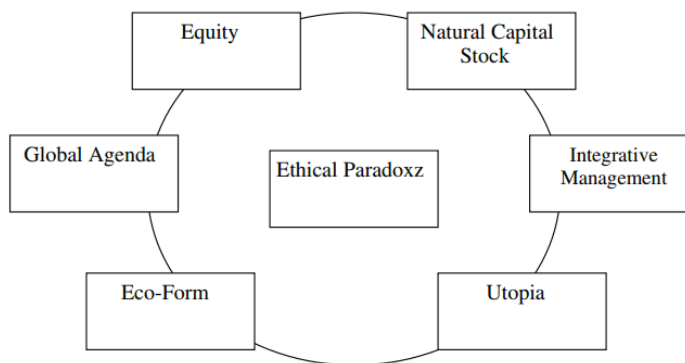 Equity
Natural Capital
Stock
Global Agenda
Ethical Paradoxz
Integrative
Management
Eco-Form
Utopia